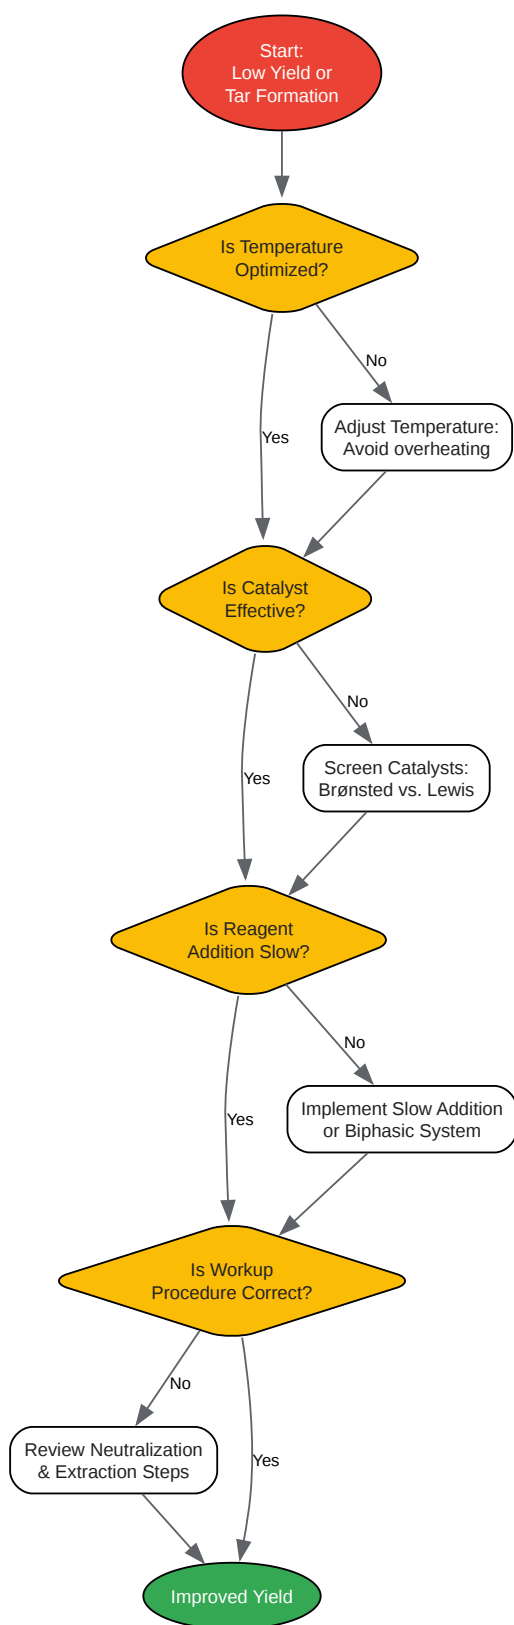 Start:
Low Yield or
Tar Formation
Is Temperature
Optimized?
No
Adjust Temperature:
Avoid overheating
Yes
Is Catalyst
Effective?
No
Screen Catalysts:
Brønsted vs. Lewis
Yes
Is Reagent
Addition Slow?
No
Implement Slow Addition
or Biphasic System
Yes
Is Workup
Procedure Correct?
No
Review Neutralization
& Extraction Steps
Yes
Improved Yield